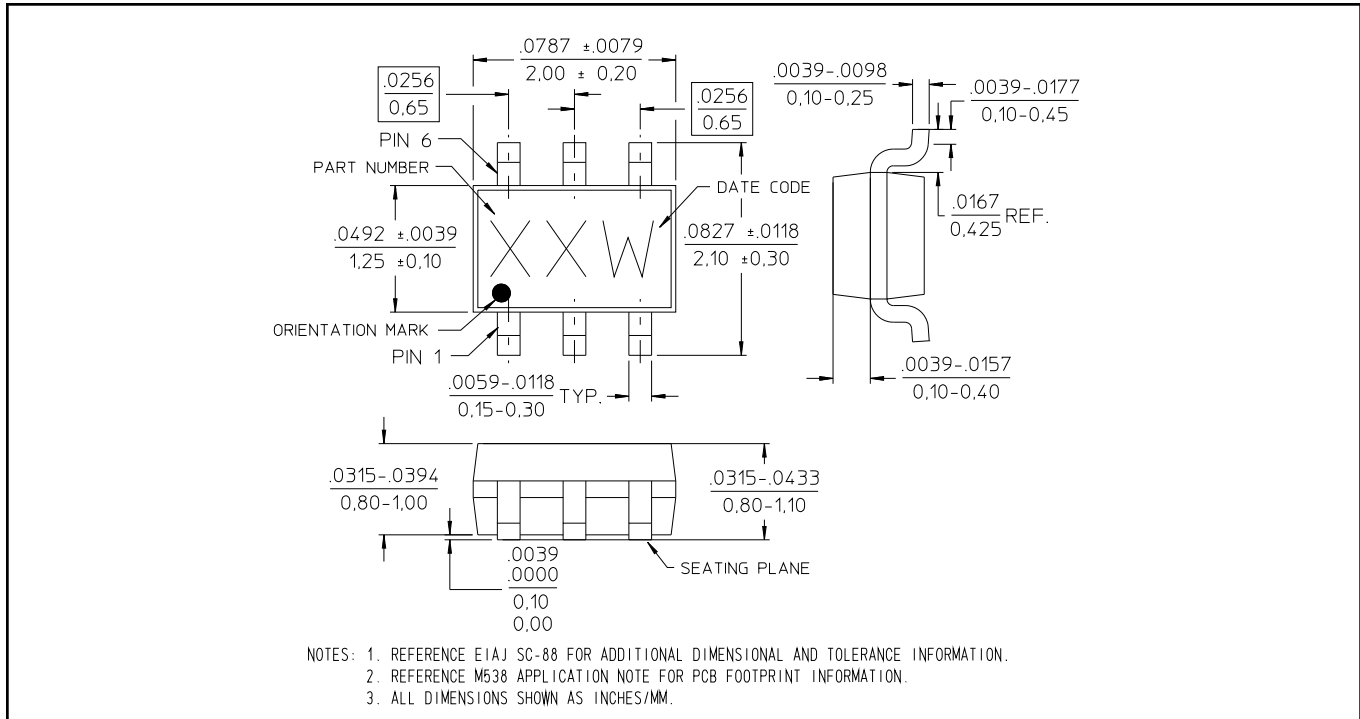 .0787 ±.0079
2,00 ± 0,20
.0256
0,65
.0256
0.65
.0039-.0098
0,10-0,25
.0039-.0177
0,10-0,45
PIN 6
PART NUMBER
DATE CODE
.0167
0,425
REF.
.0492 ±.0039
1,25 ±0,10
XXW
.0827 ±.0118
2,10 ±0,30
ORIENTATION MARK
PIN 1
.0059-.0118
0,15-0,30
TYP.
.0039-.0157
0,10-0,40
.0315-.0394
0,80-1,00
.0315-.0433
0,80-1,10
.0039
.0000
0,10
0,00
SEATING PLANE
NOTES: 1. REFERENCE EIAJ SC-88 FOR ADDITIONAL DIMENSIONAL AND TOLERANCE INFORMATION.
2. REFERENCE M538 APPLICATION NOTE FOR PCB FOOTPRINT INFORMATION.
3. ALL DIMENSIONS SHOWN AS INCHES/MM.